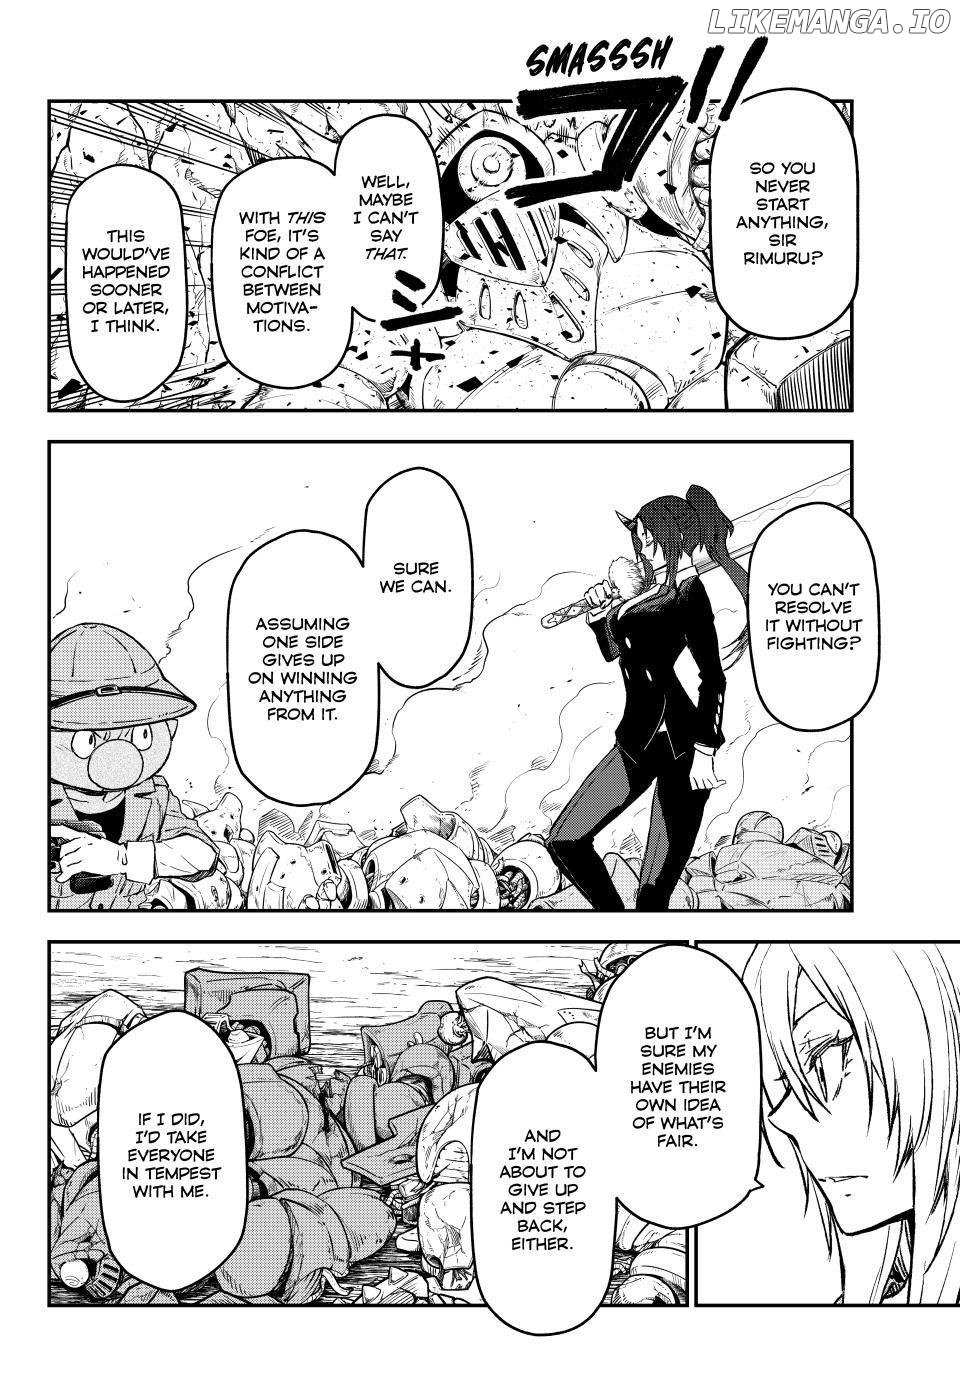 LIKEMANGA.IO
SMASSSH
ブ!!
SO YOU
NEVER
START
ANYTHING,
SIR
RIMURU?
WELL,
MAYBE
I CAN'T
SAY
THAT.
WITH THIS
FOE, IT'S
KIND OF A
CONFLICT
BETWEEN
MOTIVA-
TIONS.
THIS
WOULD'VE
HAPPENED
SOONER
OR LATER,
I THINK.
YOU CAN'T
RESOLVE
IT WITHOUT
FIGHTING?
SURE
WE CAN.
ASSUMING
ONE SIDE
GIVES UP
ON WINNING
ANYTHING
FROM IT.
BUT I'M
SURE MY
ENEMIES
HAVE THEIR
OWN IDEA
OF WHAT'S
FAIR.
AND
I'M NOT
ABOUT TO
GIVE UP
AND STEP
BACK,
EITHER.
IF I DID,
I'D TAKE
EVERYONE
IN TEMPEST
WITH ME.